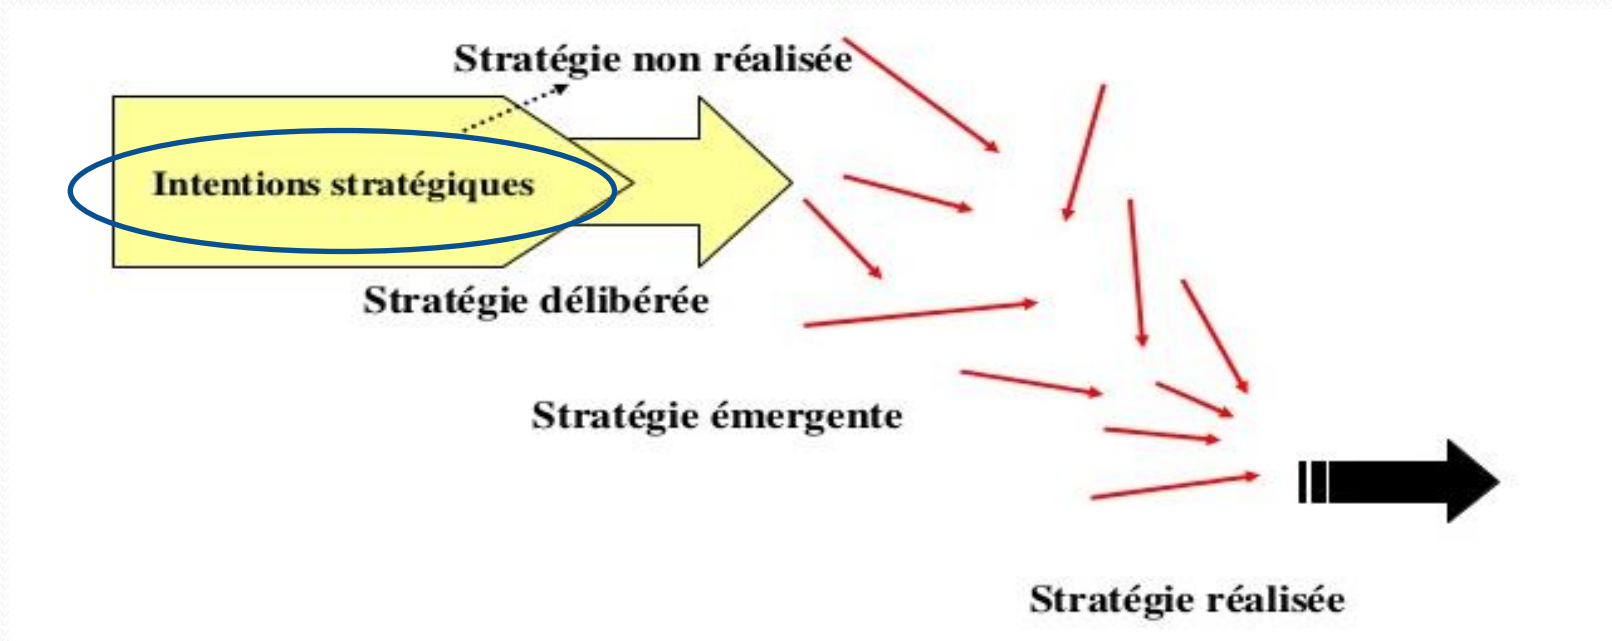 Stratégie non réalisée
Intentions stratégiques
Stratégie délibérée
Stratégie émergente
Stratégie réalisée